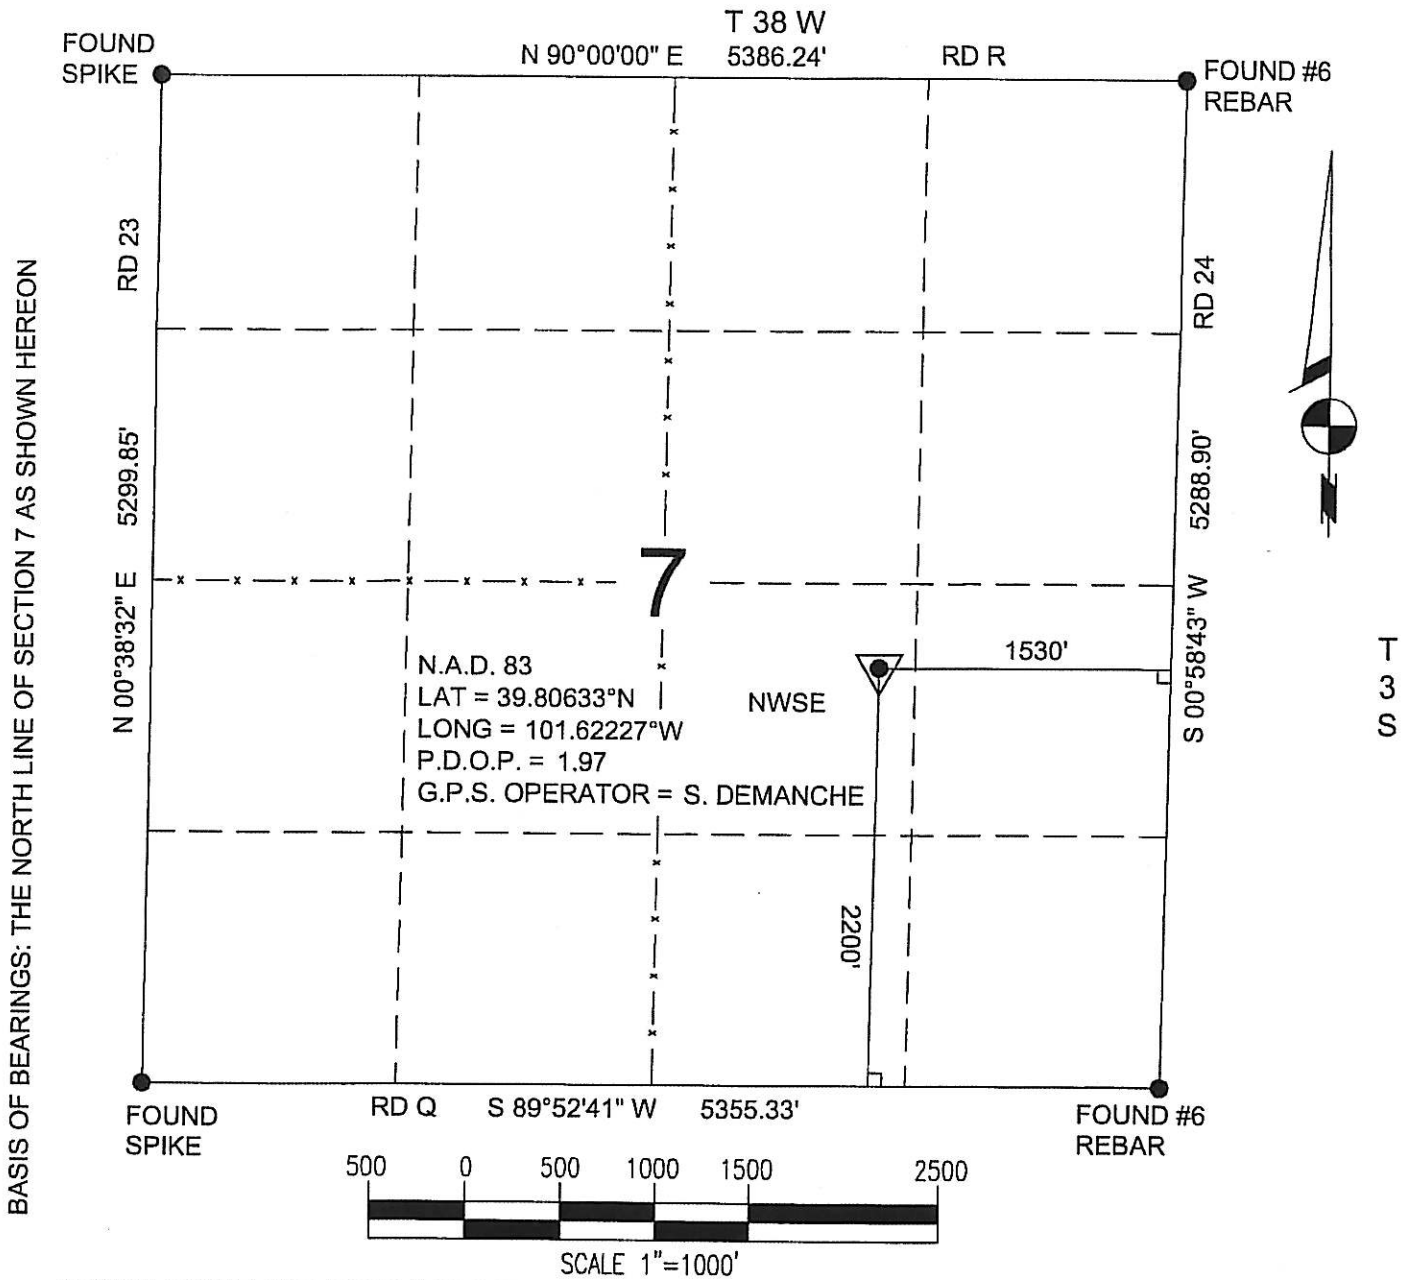 T 38 W
N 90°00'00" E 5386.24' RD R
FOUND
SPIKE
FOUND #6
REBAR
RD 23
RD 24
BASIS OF BEARINGS: THE NORTH LINE OF SECTION 7 AS SHOWN HEREON
N 00°38'32" E 5299.85'
S 00°58'43" W 5288.90'
N
7
T
3
S
1530'
N.A.D. 83
LAT = 39.80633°N
LONG = 101.62227°W
P.D.O.P. = 1.97
G.P.S. OPERATOR = S. DEMANCHE
NWSE
2200'
FOUND
SPIKE
RD Q S 89°52'41" W 5355.33'
FOUND #6
REBAR
500 0 500 1000 1500 2500
SCALE 1"=1000'